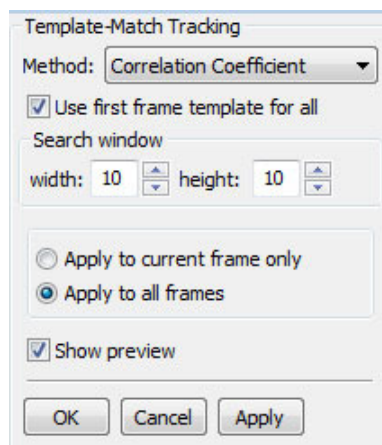 Template-Match Tracking
Method: Correlation Coefficient
Use first frame template for all
Search window
width: 10 height: 10
Apply to current frame only
Apply to all frames
Show preview
OK Cancel Apply